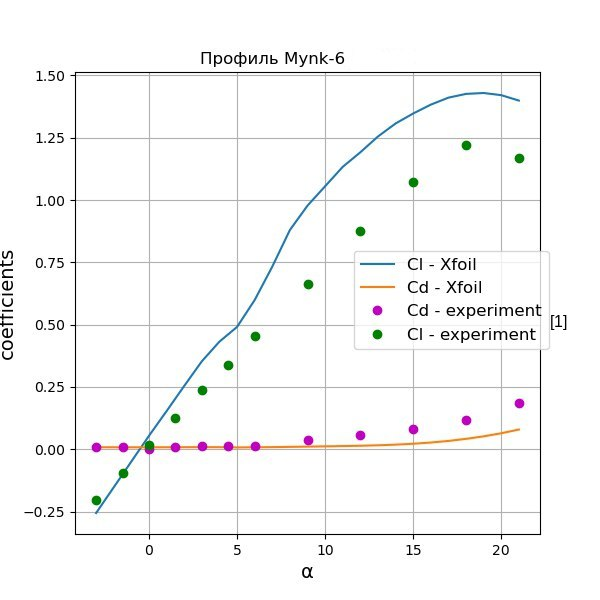 Профиль Mynk-6
1.50
1.25
1.00
0.75
0.50
0.25
0.00
−0.25
coefficients
Cl - Xfoil
Cd - Xfoil
Cd - experiment
Cl - experiment
[1]
0 5 10 15 20
α